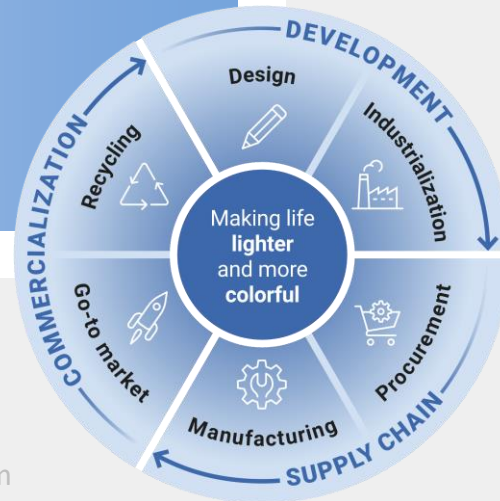 DEVELOPMENT
Design
Industrialization
Procurement
SUPPLY CHAIN
Manufacturing
Go-to market
COMMERCIALIZATION
Recycling
Making life
lighter
and more
colorful
m